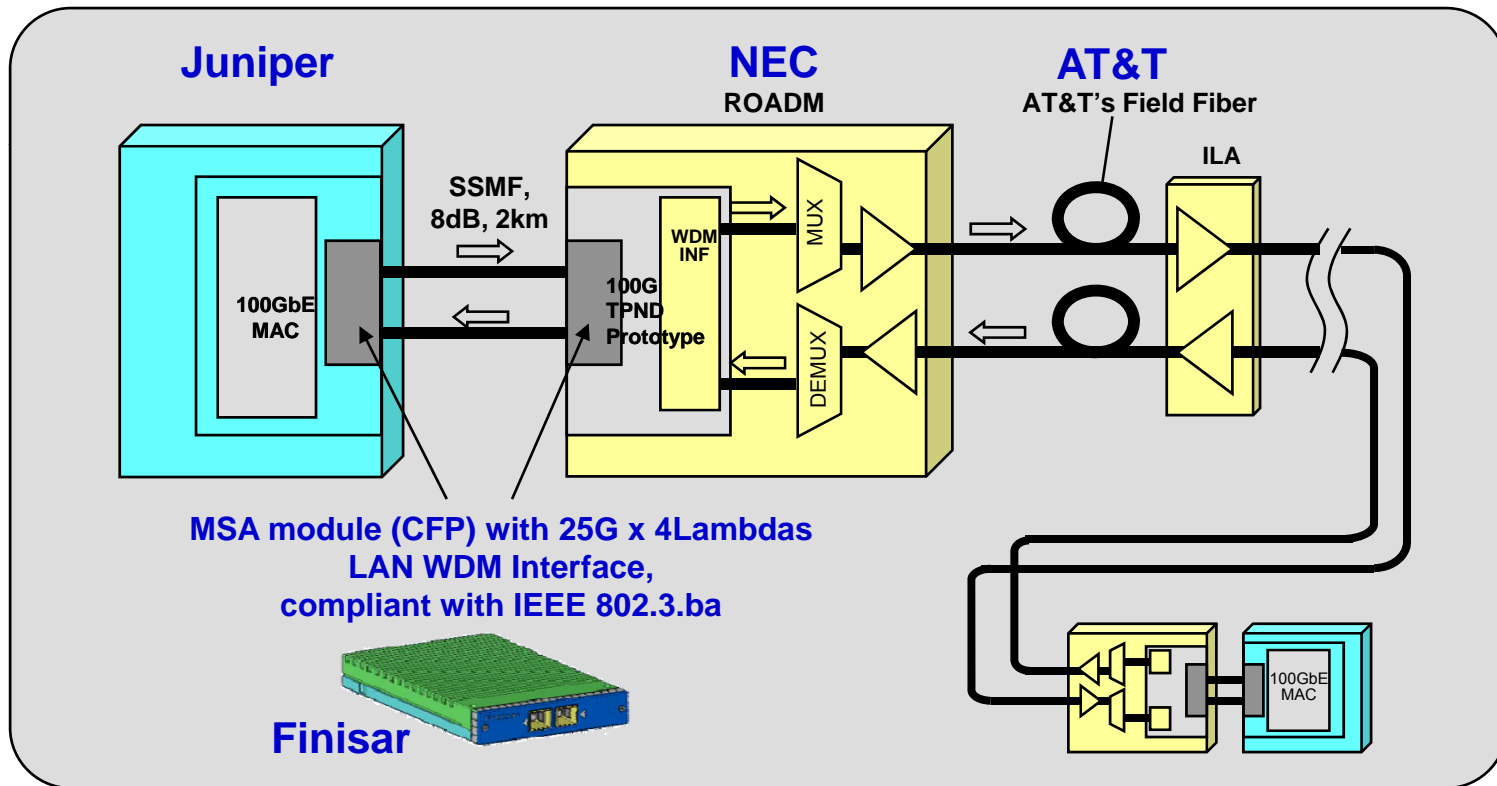 Juniper
NEC
AT&T
ROADM
AT&T's Field Fiber
ILA
SSMF,
8dB, 2km
MUX
WDM
INF
100GbE
MAC
100G
TPND
Prototype
DEMUX
MSA module (CFP) with 25G x 4Lambdas
LAN WDM Interface,
compliant with IEEE 802.3.ba
100GbE
MAC
Finisar